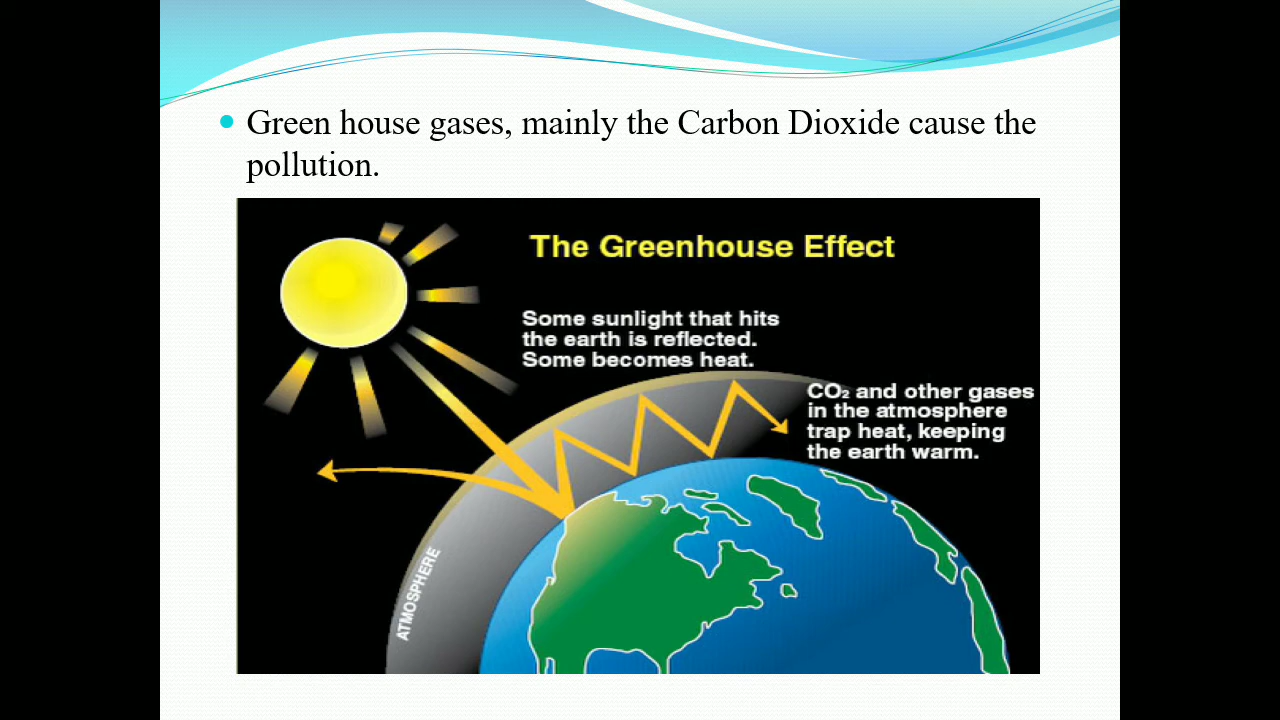 Green house gases, mainly the Carbon Dioxide cause the
pollution.
The Greenhouse Effect
Some sunlight that hits
the earth is reflected.
Some becomes heat.
CO₂ and other gases
in the atmosphere
trap heat, keeping
the earth warm.
ATMOSPHERE